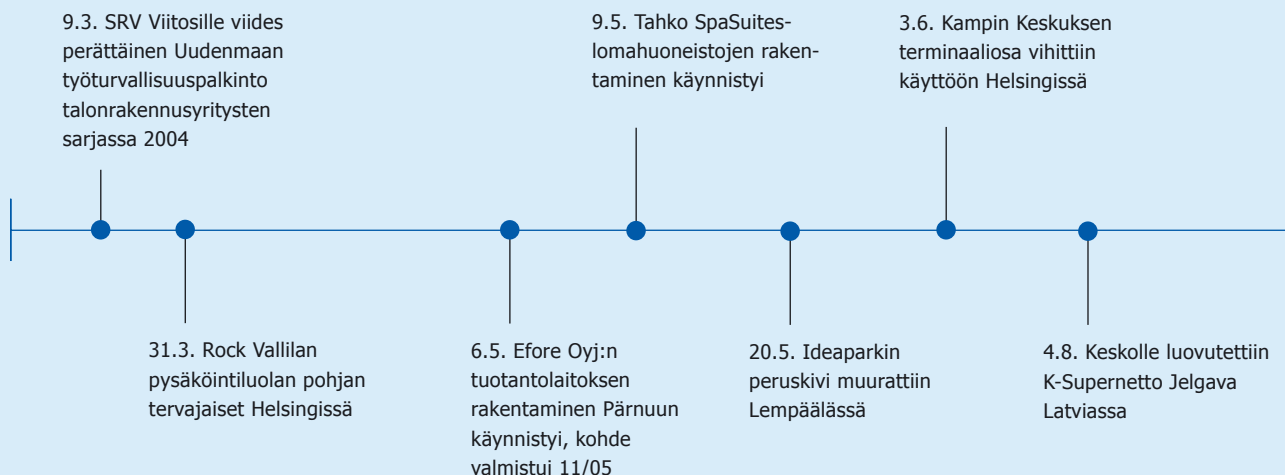 9.3. SRV Viitosille viides
perättäinen Uudenmaan
työturvallisuuspalkinto
talonrakennusyritysten
sarjassa 2004
31.3. Rock Vallilan
pysäköintiluolan pohjan
tervajaiset Helsingissä
6.5. Efore Oyj:n
tuotantolaitoksen
rakentaminen Pärnuun
käynnistyi, kohde
valmistui 11/05
9.5. Tahko SpaSuites-
lomahuoneistojen raken-
taminen käynnistyi
20.5. Ideaparkin
peruskivi muurattiin
Lempäälässä
3.6. Kampin Keskuksen
terminaaliosa vihittiin
käyttöön Helsingissä
4.8. Keskolle luovutettiin
K-Supernetto Jelgava
Latviassa